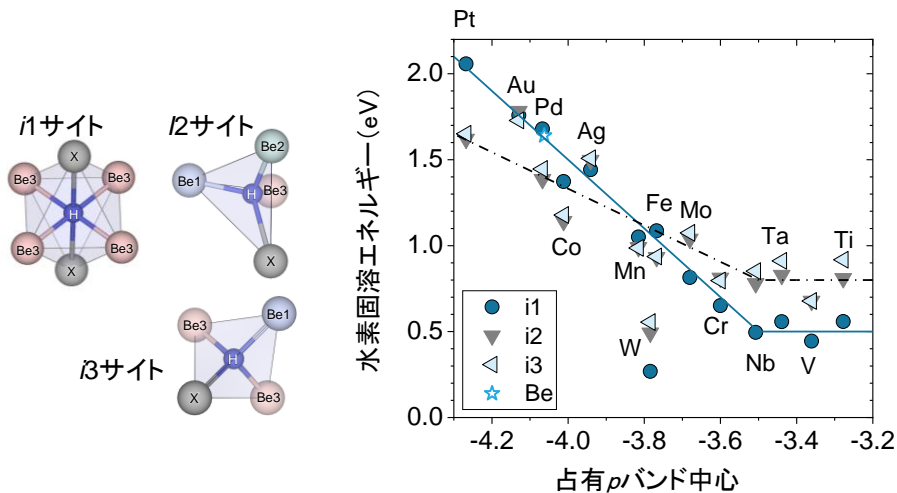 i1サイト
I2サイト
X
Be3
Be3
H
Be3
Be3
X
Be2
Be1
H
Be3
X
i3サイト
Be3
Be1
H
X
Be3
水素固溶エネルギー(eV)
2.0
1.5
1.0
0.5
0.0
Pt
Au
Pd
Ag
Co
Fe
Mn
Mo
W
Cr
Ta
Nb
V
Ti
i1
i2
i3
Be
-4.2 -4.0 -3.8 -3.6 -3.4 -3.2
占有pバンド中心